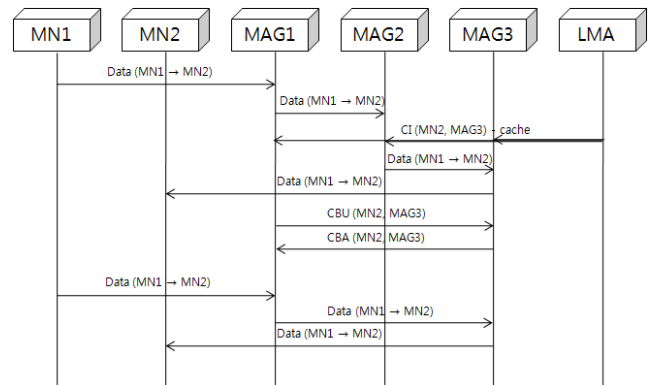 MN1 MN2 MAG1 MAG2 MAG3 LMA
Data (MN1 → MN2)
Data (MN1 → MN2)
CI (MN2, MAG3) - cache
Data (MN1 → MN2)
Data (MN1 → MN2)
CBU (MN2, MAG3)
CBA (MN2, MAG3)
Data (MN1 → MN2)
Data (MN1 → MN2)
Data (MN1 → MN2)